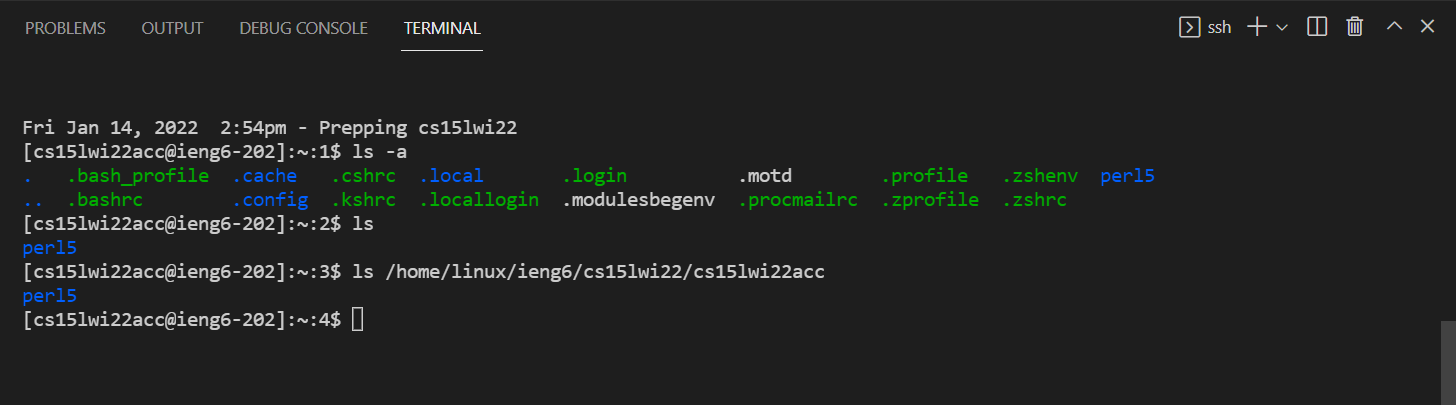 PROBLEMS OUTPUT DEBUG CONSOLE TERMINAL ssh
Fri Jan 14, 2022  2:54pm - Prepping cs15lwi22
[cs15lwi22acc@ieng6-202]:~:1$ ls -a
.   .bash_profile  .cache   .cshrc  .local       .login            .motd        .profile   .zshenv  perl5
..  .bashrc        .config  .kshrc  .locallogin  .modulesbegenv  .procmailrc  .zprofile  .zshrc
[cs15lwi22acc@ieng6-202]:~:2$ ls
perl5
[cs15lwi22acc@ieng6-202]:~:3$ ls /home/linux/ieng6/cs15lwi22/cs15lwi22acc
perl5
[cs15lwi22acc@ieng6-202]:~:4$